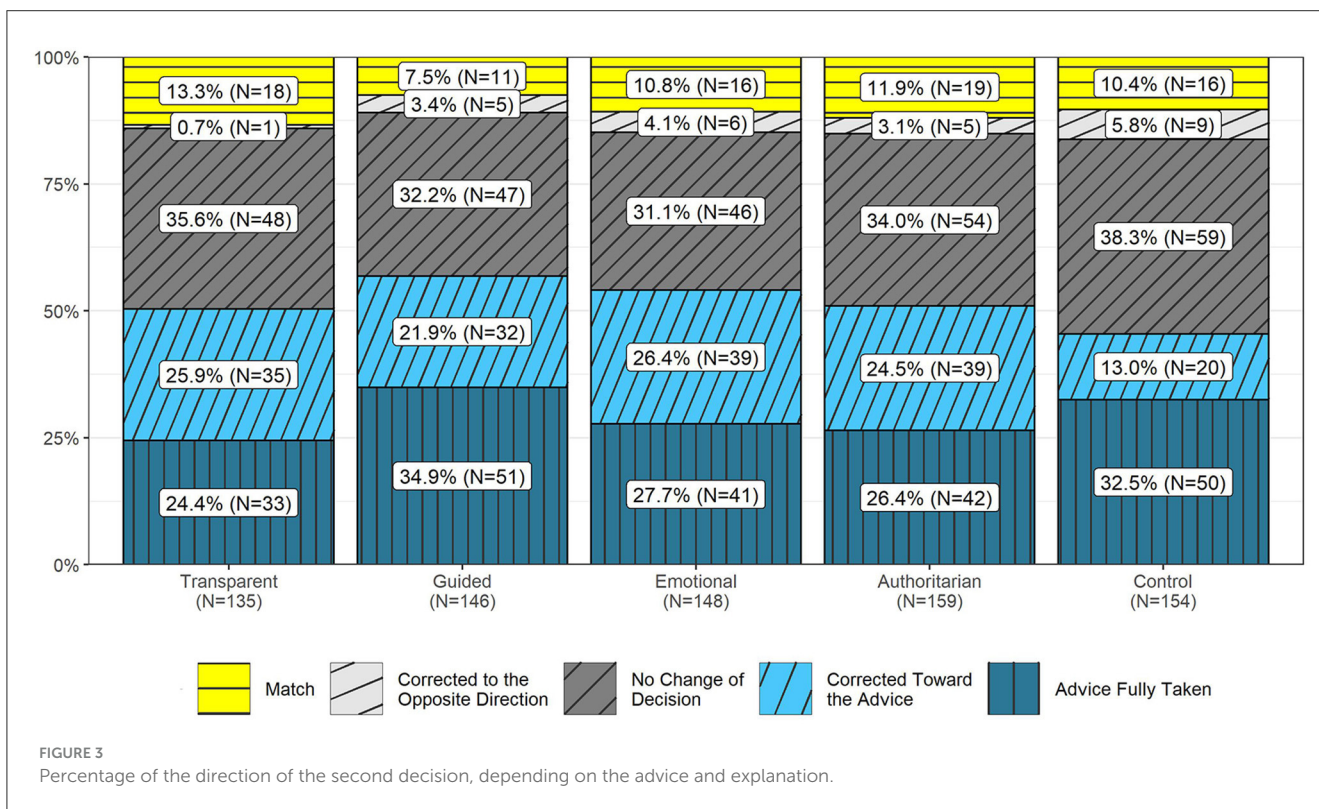 100%
75%
50%
25%
0%
13.3% (N=18)
0.7% (N=1)
35.6% (N=48)
25.9% (N=35)
24.4% (N=33)
7.5% (N=11)
3.4% (N=5)
32.2% (N=47)
21.9% (N=32)
34.9% (N=51)
10.8% (N=16)
4.1% (N=6)
31.1% (N=46)
26.4% (N=39)
27.7% (N=41)
11.9% (N=19)
3.1% (N=5)
34.0% (N=54)
24.5% (N=39)
26.4% (N=42)
10.4% (N=16)
5.8% (N=9)
38.3% (N=59)
13.0% (N=20)
32.5% (N=50)
Transparent
(N=135)
Guided
(N=146)
Emotional
(N=148)
Authoritarian
(N=159)
Control
(N=154)
Match
Corrected to the
Opposite Direction
No Change of
Decision
Corrected Toward
the Advice
Advice Fully Taken
FIGURE 3
Percentage of the direction of the second decision, depending on the advice and explanation.